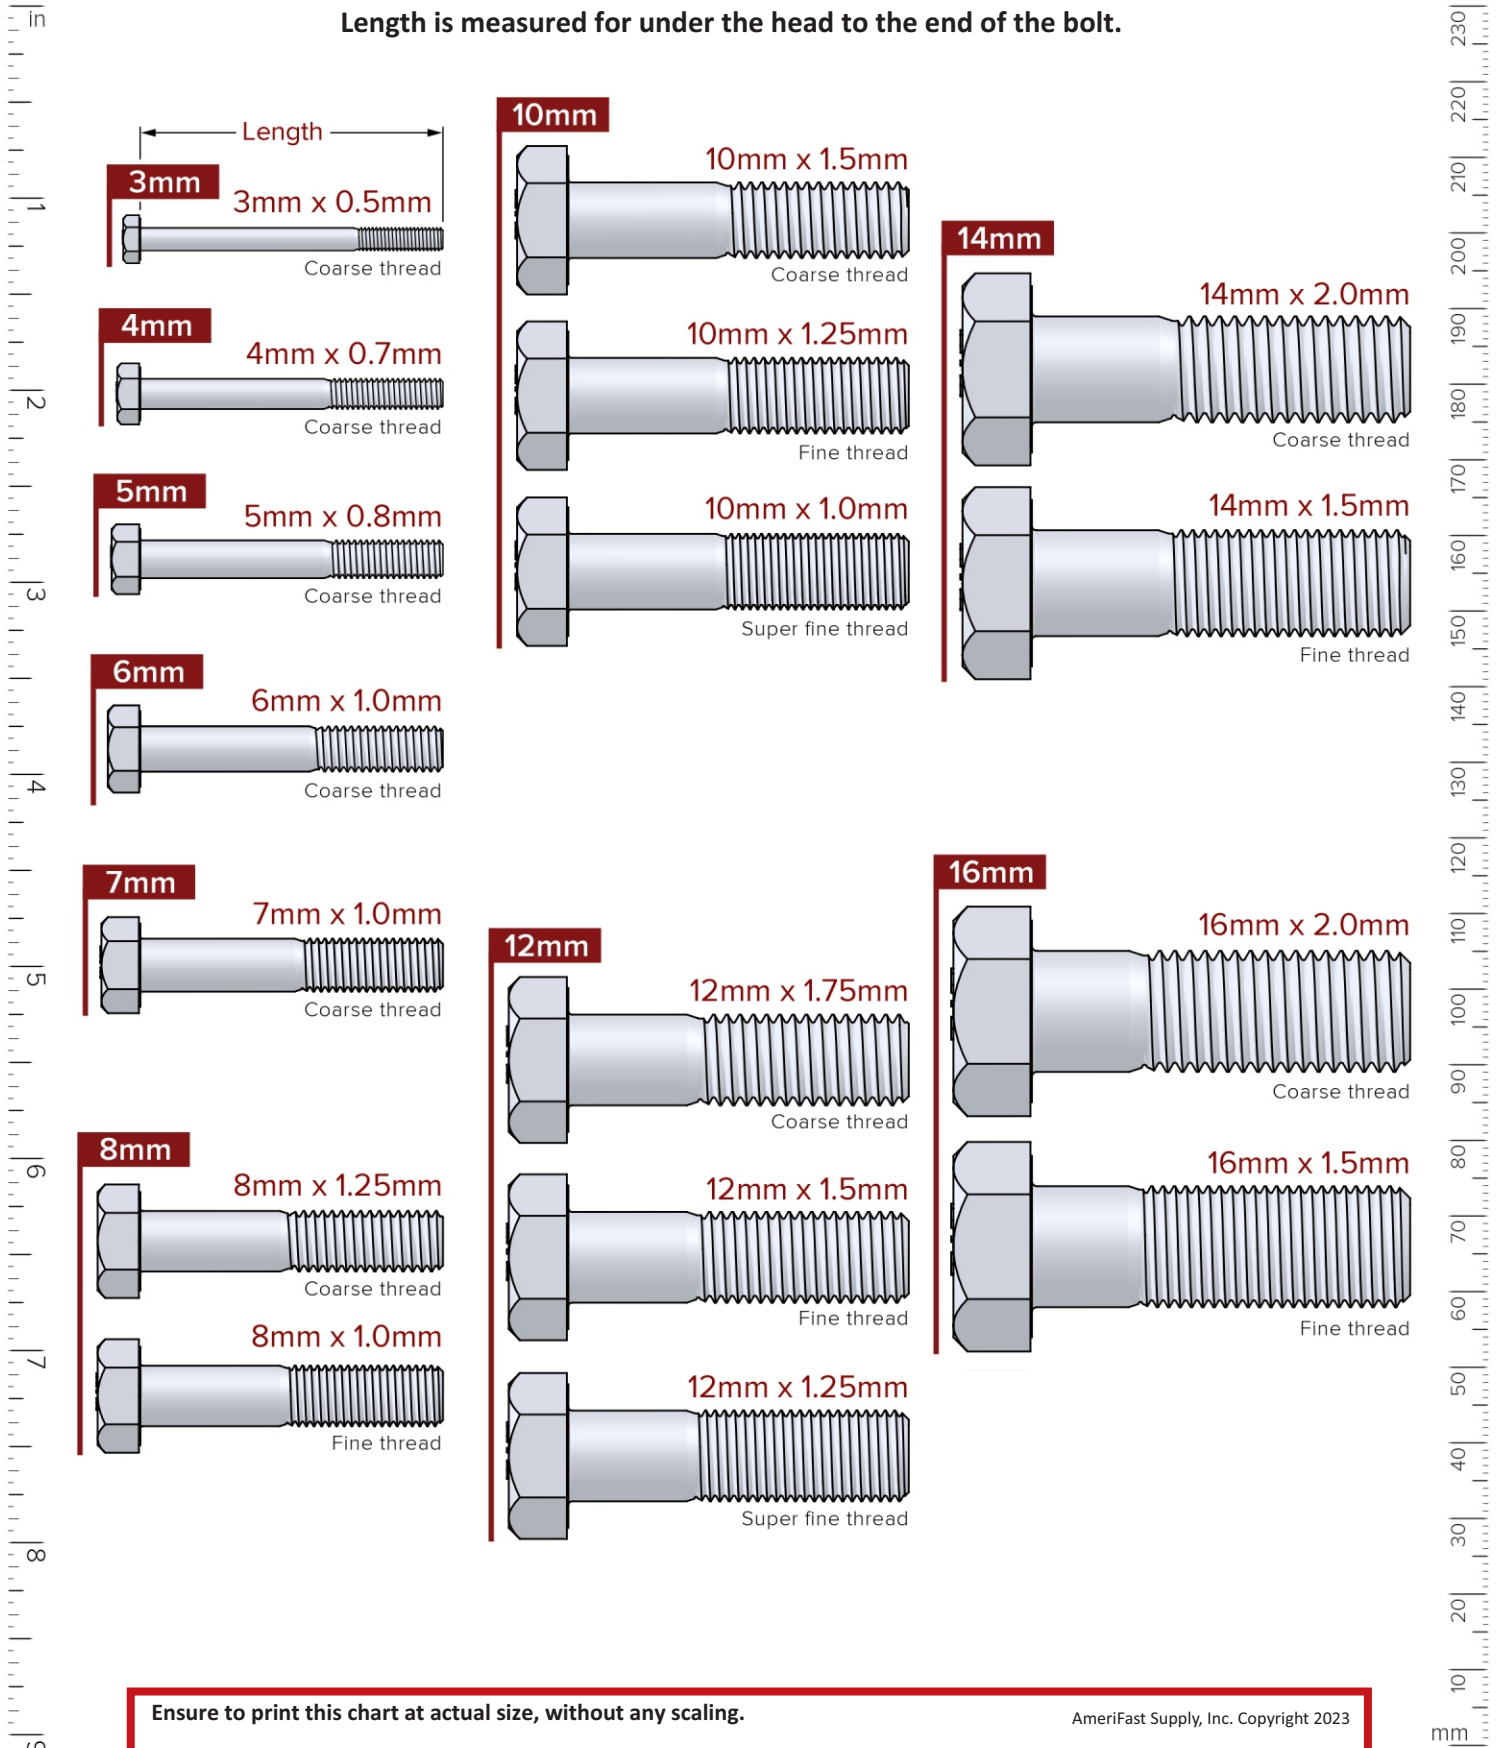 in
Length is measured for under the head to the end of the bolt.
Length
3mm
3mm x 0.5mm
Coarse thread
4mm
4mm x 0.7mm
Coarse thread
5mm
5mm x 0.8mm
Coarse thread
6mm
6mm x 1.0mm
Coarse thread
7mm
7mm x 1.0mm
Coarse thread
8mm
8mm x 1.25mm
Coarse thread
8mm x 1.0mm
Fine thread
10mm
10mm x 1.5mm
Coarse thread
10mm x 1.25mm
Fine thread
10mm x 1.0mm
Super fine thread
12mm
12mm x 1.75mm
Coarse thread
12mm x 1.5mm
Fine thread
12mm x 1.25mm
Super fine thread
14mm
14mm x 2.0mm
Coarse thread
14mm x 1.5mm
Fine thread
16mm
16mm x 2.0mm
Coarse thread
16mm x 1.5mm
Fine thread
1
2
3
4
5
6
7
8
9
230
220
210
200
190
180
170
160
150
140
130
120
110
100
90
80
70
60
50
40
30
20
10
mm
Ensure to print this chart at actual size, without any scaling.
AmeriFast Supply, Inc. Copyright 2023